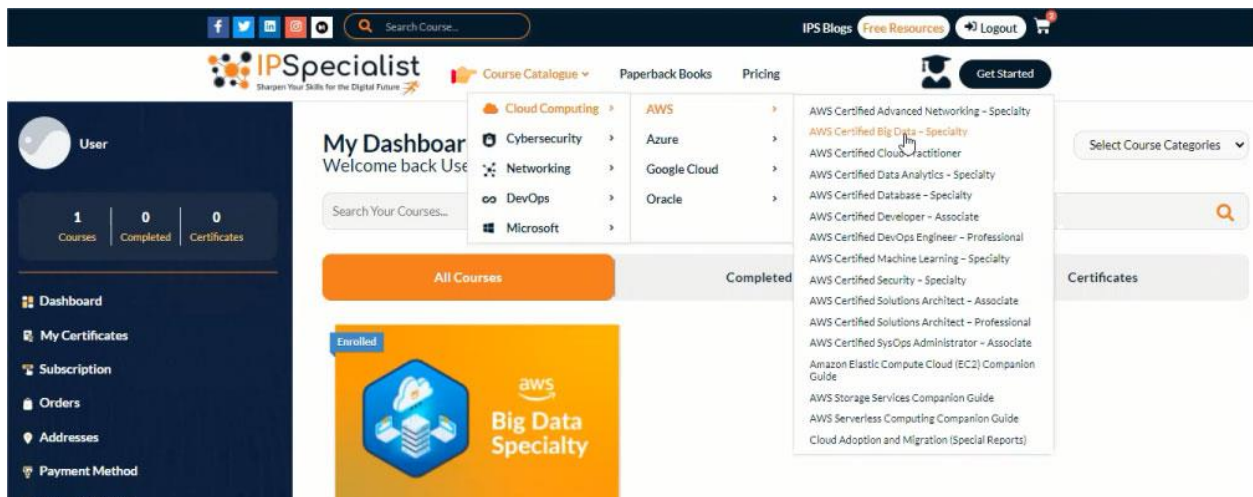 Search Course...
IPS Blogs Free Resources Logout
IPSpecialist
Sharpen Your Skills for the Digital Future
Course Catalogue Paperback Books Pricing
Get Started
Cloud Computing
Cybersecurity
Networking
DevOps
Microsoft
AWS
Azure
Google Cloud
Oracle
AWS Certified Advanced Networking – Specialty
AWS Certified Big Data – Specialty
AWS Certified Cloud Practitioner
AWS Certified Data Analytics – Specialty
AWS Certified Database – Specialty
AWS Certified Developer – Associate
AWS Certified DevOps Engineer – Professional
AWS Certified Machine Learning – Specialty
AWS Certified Security – Specialty
AWS Certified Solutions Architect – Associate
AWS Certified Solutions Architect – Professional
AWS Certified SysOps Administrator – Associate
Amazon Elastic Compute Cloud (EC2) Companion
Guide
AWS Storage Services Companion Guide
AWS Serverless Computing Companion Guide
Cloud Adoption and Migration (Special Reports)
User
1 0 0
Courses Completed Certificates
Dashboard
My Certificates
Subscription
Orders
Addresses
Payment Method
My Dashboar
Welcome back Use
Select Course Categories
Search Your Courses...
All Courses Completed Certificates
Enrolled
aws
Big Data
Specialty